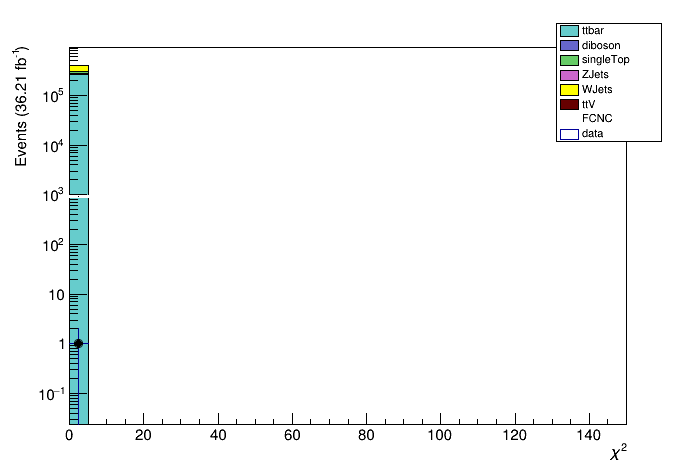 ttbar
diboson
singleTop
ZJets
WJets
ttV
FCNC
data
Events (36.21 fb⁻¹)
10⁵
10⁴
10³
10²
10
1
10⁻¹
0 20 40 60 80 100 120 140
χ²